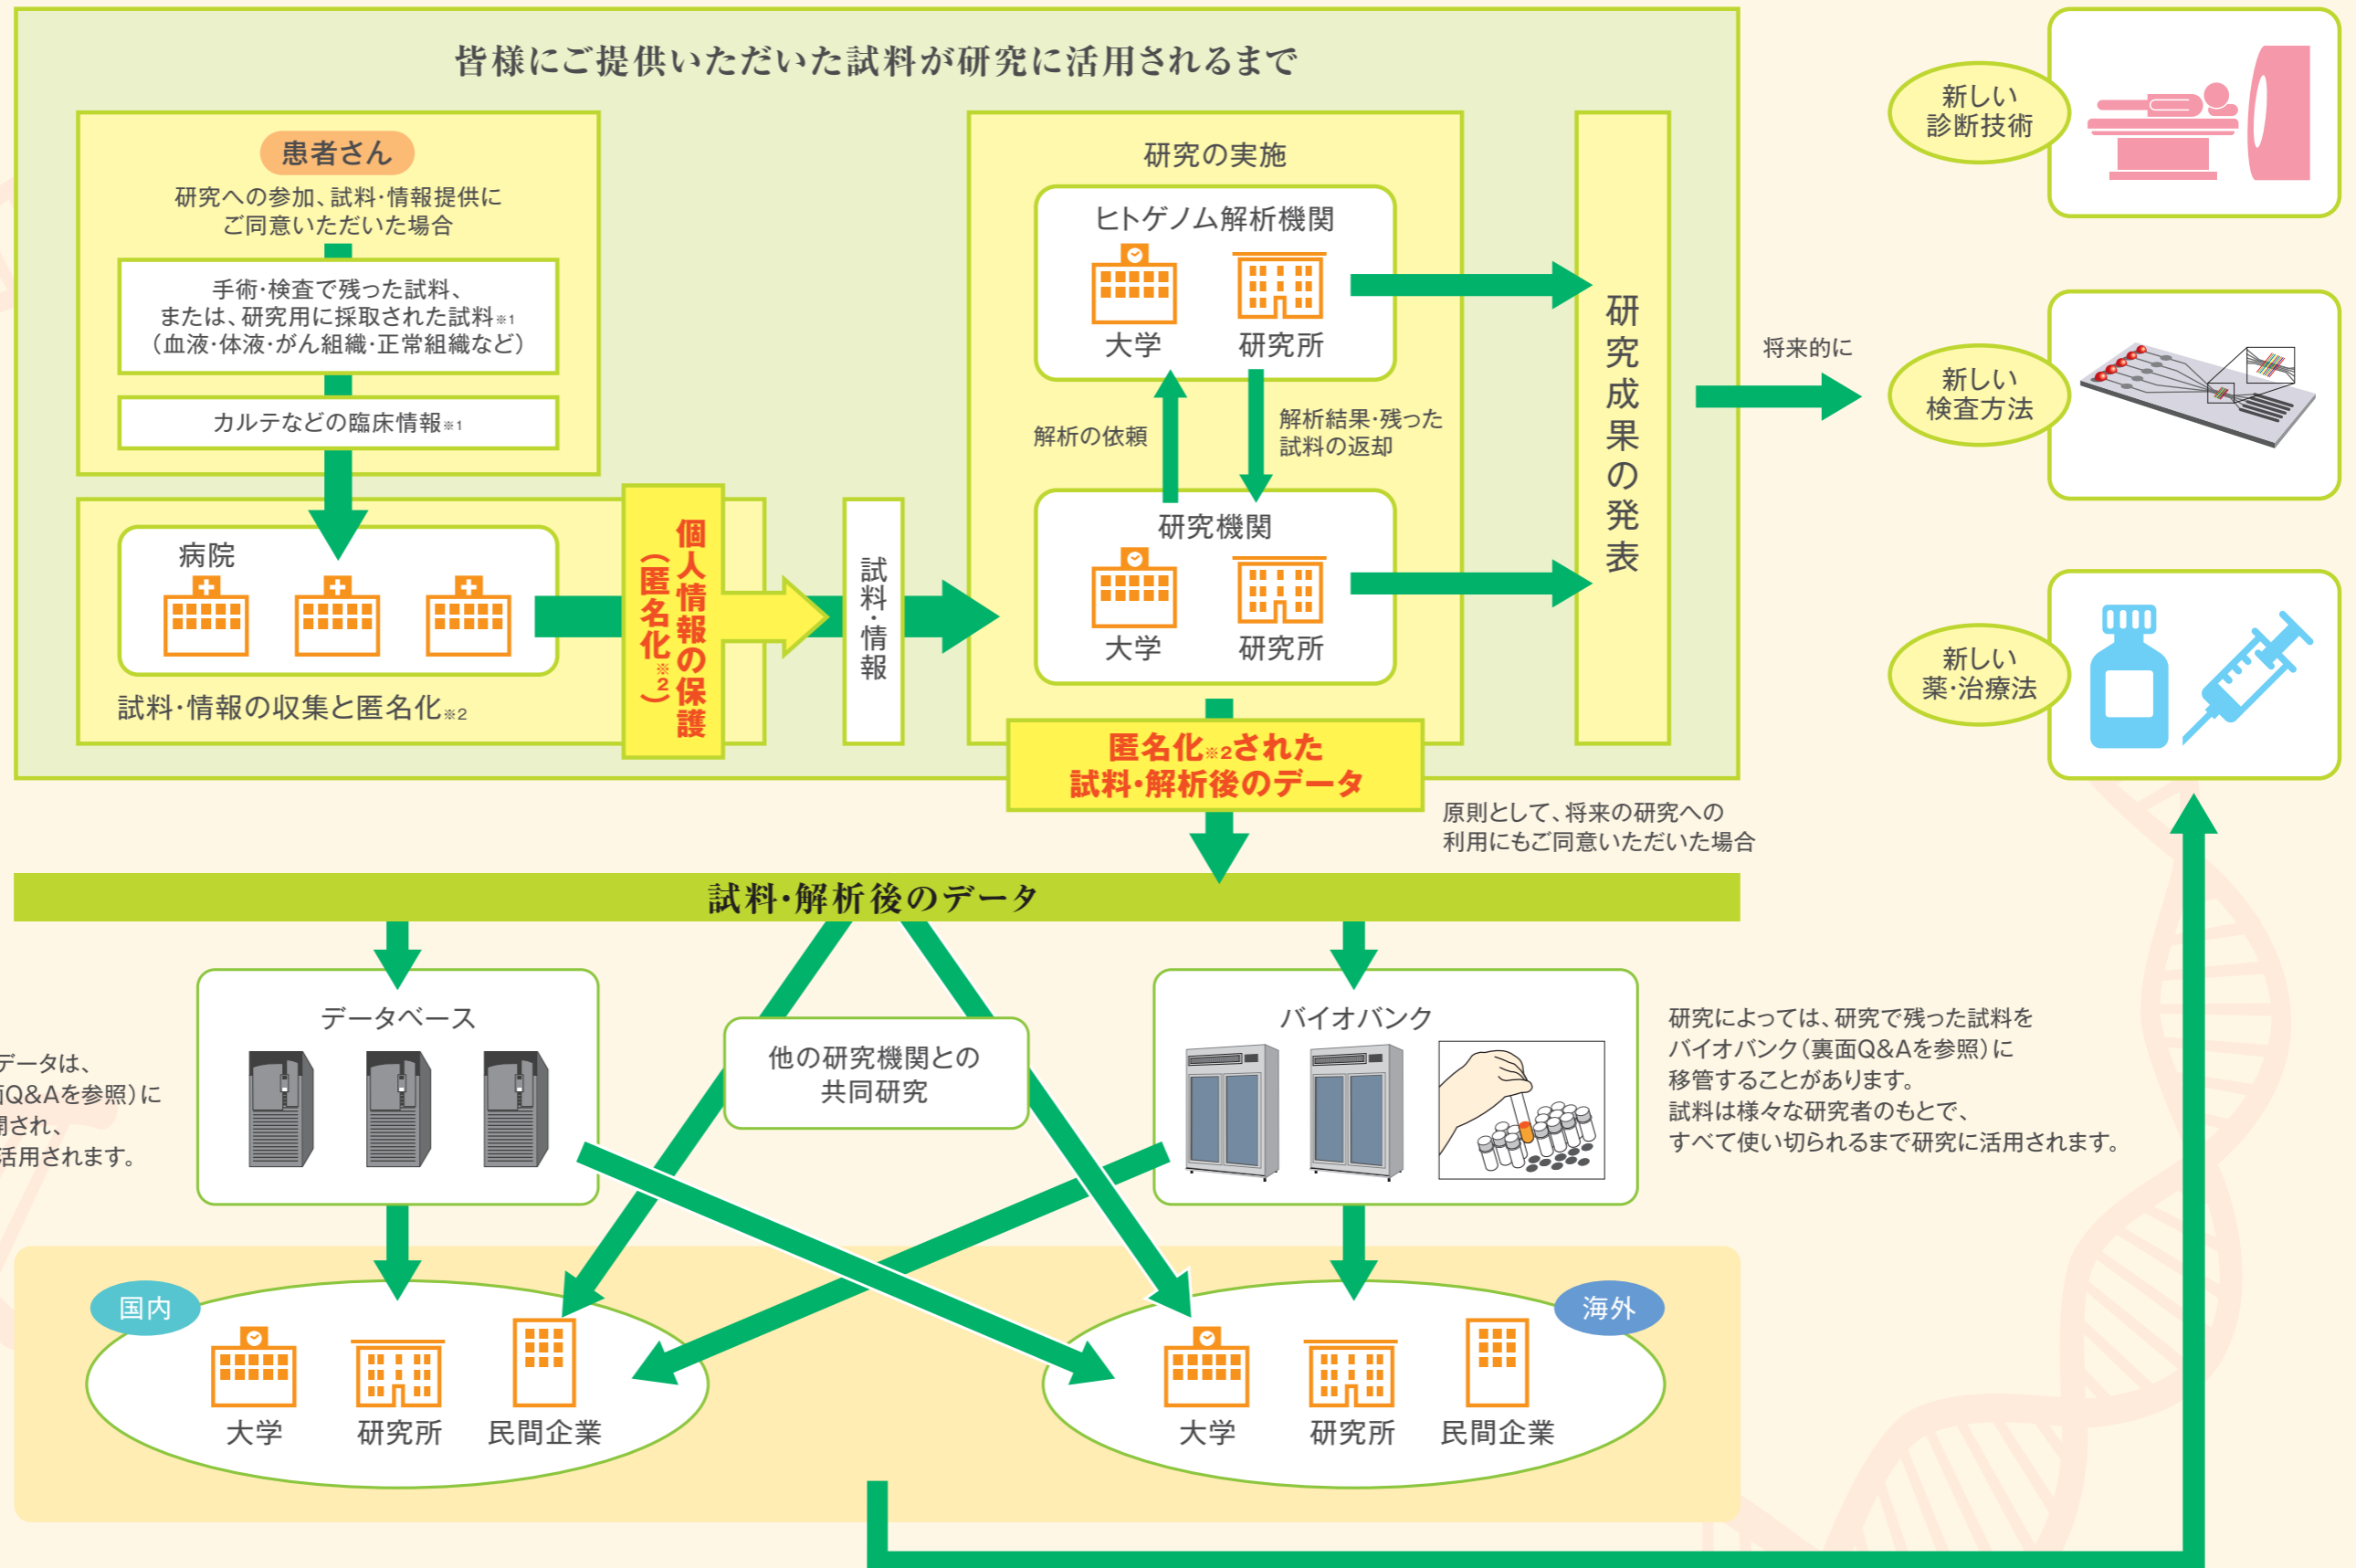 皆様にご提供いただいた試料が研究に活用されるまで
患者さん
研究への参加、試料・情報提供に
ご同意いただいた場合
手術・検査で残った試料、
または、研究用に採取された試料※1
（血液・体液・がん組織・正常組織など）
カルテなどの臨床情報※1
病院
試料・情報の収集と匿名化※2
個人情報の保護
（匿名化※2）
試料・情報
研究の実施
ヒトゲノム解析機関
大学
研究所
解析の依頼
解析結果・残った
試料の返却
研究機関
大学
研究所
研究成果の発表
将来的に
新しい
診断技術
新しい
検査方法
新しい
薬・治療法
匿名化※2された
試料・解析後のデータ
原則として、将来の研究への
利用にもご同意いただいた場合
試料・解析後のデータ
データは、
Q&Aを参照）に
され、
活用されます。
データベース
他の研究機関との
共同研究
バイオバンク
研究によっては、研究で残った試料を
バイオバンク（裏面Q&Aを参照）に
移管することがあります。
試料は様々な研究者のもとで、
すべて使い切られるまで研究に活用されます。
国内
大学
研究所
民間企業
海外
大学
研究所
民間企業